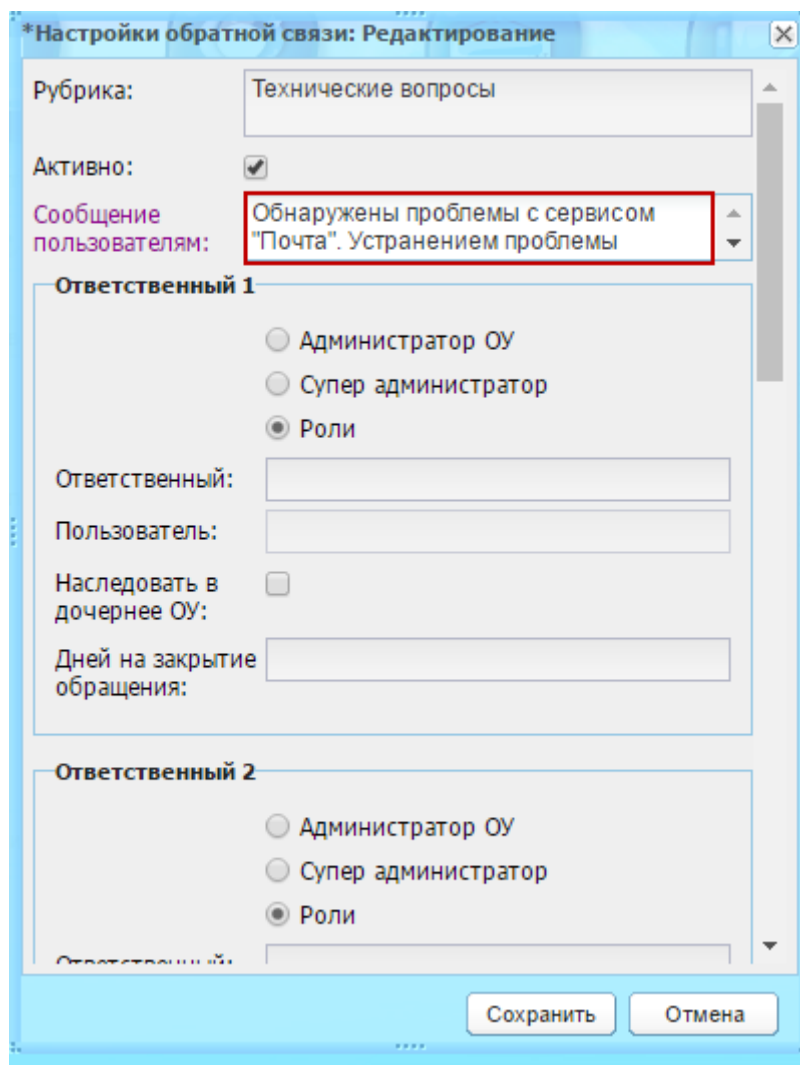 *Настройки обратной связи: Редактирование
Рубрика:
Технические вопросы
Активно:
Сообщение
пользователям:
Обнаружены проблемы с сервисом
"Почта". Устранением проблемы
Ответственный 1
Администратор ОУ
Супер администратор
Роли
Ответственный:
Пользователь:
Наследовать в
дочернее ОУ:
Дней на закрытие
обращения:
Ответственный 2
Администратор ОУ
Супер администратор
Роли
Ответственный:
Сохранить
Отмена